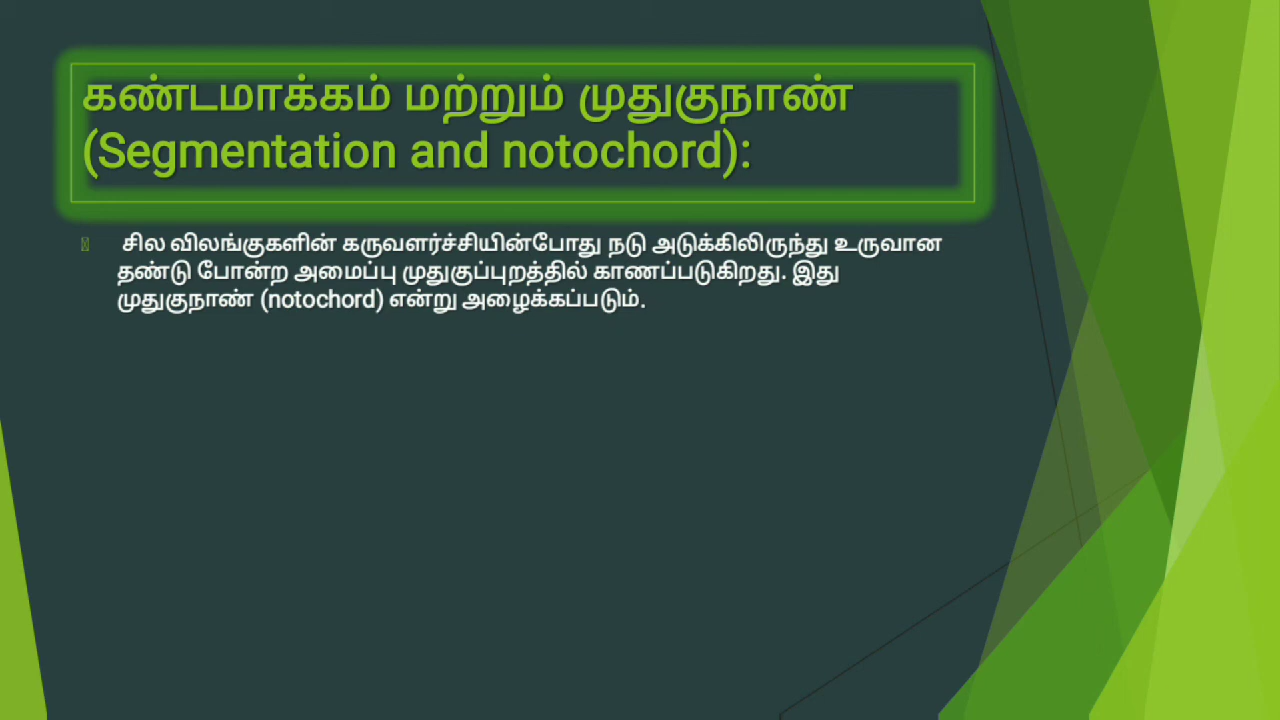 கண்டமாக்கம் மற்றும் முதுகுநாண்
(Segmentation and notochord):
சில விலங்குகளின் கருவளர்ச்சியின்போது நடு அடுக்கிலிருந்து உருவான
தண்டு போன்ற அமைப்பு முதுகுப்புறத்தில் காணப்படுகிறது. இது
முதுகுநாண் (notochord) என்று அழைக்கப்படும்.